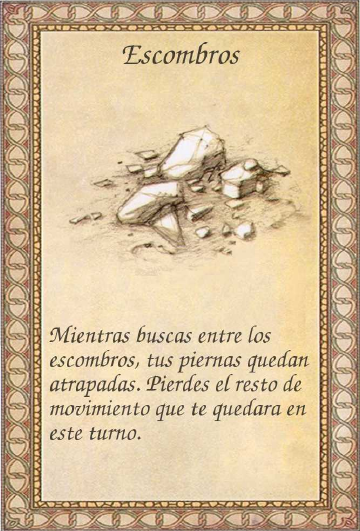 Escombros
Mientras buscas entre los
escombros, tus piernas quedan
atrapadas. Pierdes el resto de
movimiento que te quedara en
este turno.